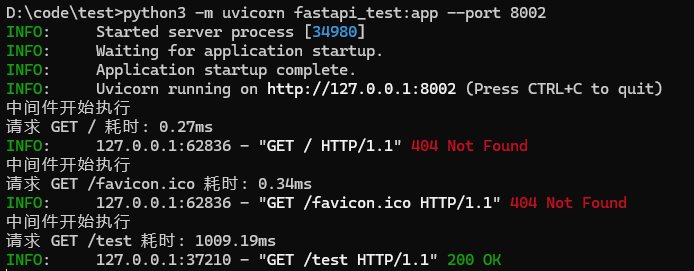 D:\code\test>python3 -m uvicorn fastapi_test:app --port 8002
INFO:     Started server process [34980]
INFO:     Waiting for application startup.
INFO:     Application startup complete.
INFO:     Uvicorn running on http://127.0.0.1:8002 (Press CTRL+C to quit)
中间件开始执行
请求 GET / 耗时: 0.27ms
INFO:     127.0.0.1:62836 - "GET / HTTP/1.1" 404 Not Found
中间件开始执行
请求 GET /favicon.ico 耗时: 0.34ms
INFO:     127.0.0.1:62836 - "GET /favicon.ico HTTP/1.1" 404 Not Found
中间件开始执行
请求 GET /test 耗时: 1009.19ms
INFO:     127.0.0.1:37210 - "GET /test HTTP/1.1" 200 OK